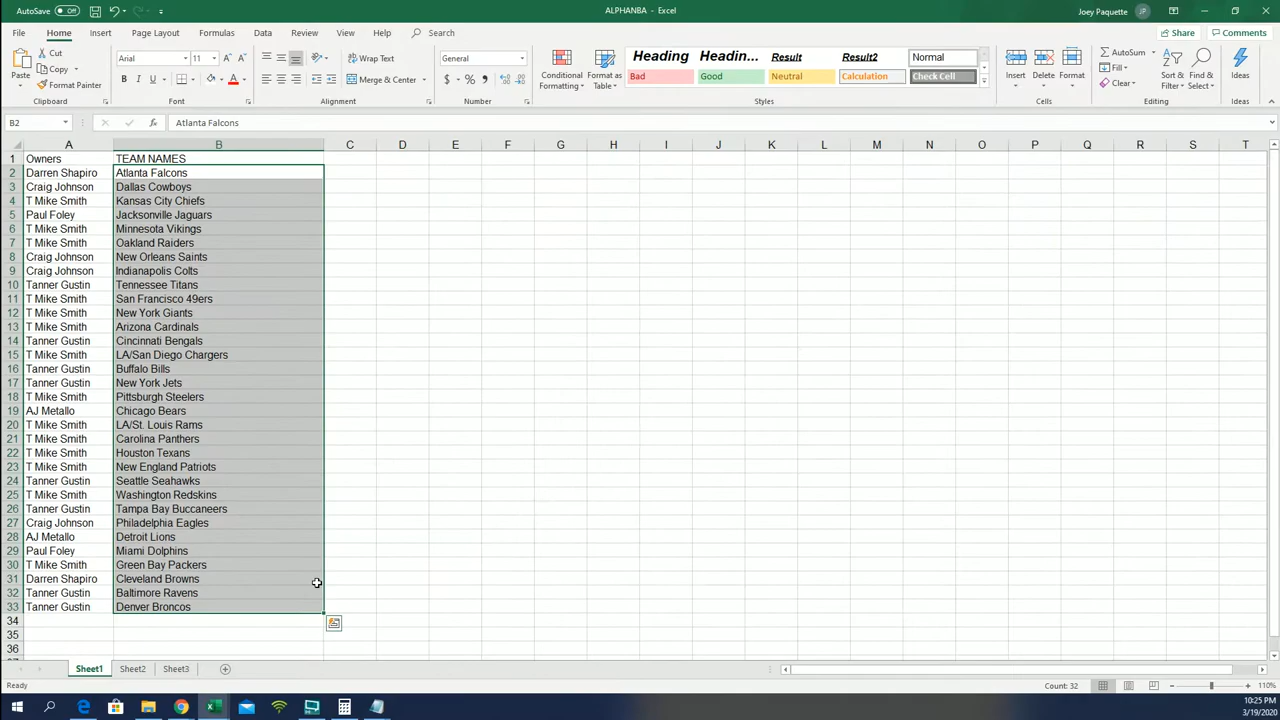 AutoSave Off
ALPHANBA - Excel
Joey Paquette JP
File Home Insert Page Layout Formulas Data Review View Help Search
Share Comments
Paste Cut Copy Format Painter
Clipboard
Arial 11
B I U
Font
Wrap Text
Merge & Center
Alignment
General
$ % ,
Number
Conditional Formatting
Format as Table
Heading Headin... Result Result2 Normal
Bad Good Neutral Calculation Check Cell
Styles
Insert Delete Format
Cells
AutoSum
Fill
Clear
Sort & Filter
Find & Select
Editing
Ideas
Ideas
B2 fx Atlanta Falcons
A B C D E F G H I J K L M N O P Q R S T
1 Owners TEAM NAMES
2 Darren Shapiro Atlanta Falcons
3 Craig Johnson Dallas Cowboys
4 T Mike Smith Kansas City Chiefs
5 Paul Foley Jacksonville Jaguars
6 T Mike Smith Minnesota Vikings
7 T Mike Smith Oakland Raiders
8 Craig Johnson New Orleans Saints
9 Craig Johnson Indianapolis Colts
10 Tanner Gustin Tennessee Titans
11 T Mike Smith San Francisco 49ers
12 T Mike Smith New York Giants
13 T Mike Smith Arizona Cardinals
14 Tanner Gustin Cincinnati Bengals
15 T Mike Smith LA/San Diego Chargers
16 Tanner Gustin Buffalo Bills
17 Tanner Gustin New York Jets
18 T Mike Smith Pittsburgh Steelers
19 AJ Metallo Chicago Bears
20 T Mike Smith LA/St. Louis Rams
21 T Mike Smith Carolina Panthers
22 T Mike Smith Houston Texans
23 T Mike Smith New England Patriots
24 Tanner Gustin Seattle Seahawks
25 T Mike Smith Washington Redskins
26 Tanner Gustin Tampa Bay Buccaneers
27 Craig Johnson Philadelphia Eagles
28 AJ Metallo Detroit Lions
29 Paul Foley Miami Dolphins
30 T Mike Smith Green Bay Packers
31 Darren Shapiro Cleveland Browns
32 Tanner Gustin Baltimore Ravens
33 Tanner Gustin Denver Broncos
34
35
36
Sheet1 Sheet2 Sheet3
Ready
Count: 32
110%
10:25 PM
3/19/2020